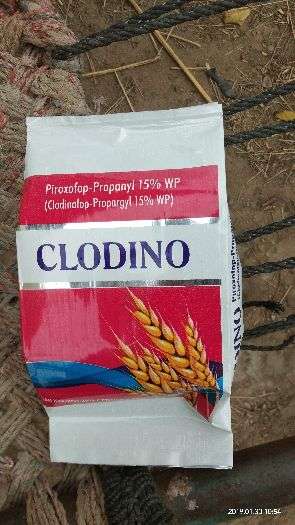 Piroxofop-Propanyl 15% WP
(Clodinafop-Propargyl 15% WP)
CLODINO
2019.01.30 10:54